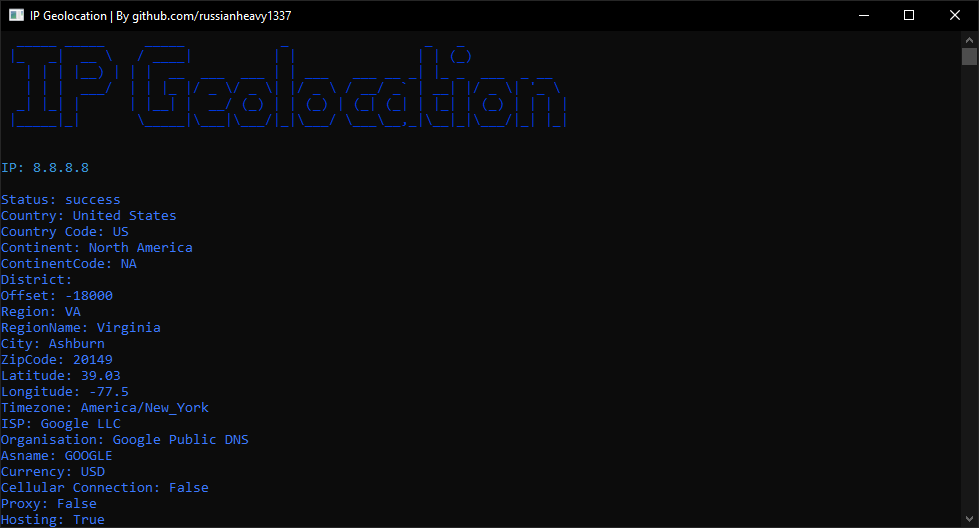 IP Geolocation | By github.com/russianheavy1337
IP Geolocation
IP: 8.8.8.8
Status: success
Country: United States
Country Code: US
Continent: North America
ContinentCode: NA
District:
Offset: -18000
Region: VA
RegionName: Virginia
City: Ashburn
ZipCode: 20149
Latitude: 39.03
Longitude: -77.5
Timezone: America/New_York
ISP: Google LLC
Organisation: Google Public DNS
Asname: GOOGLE
Currency: USD
Cellular Connection: False
Proxy: False
Hosting: True